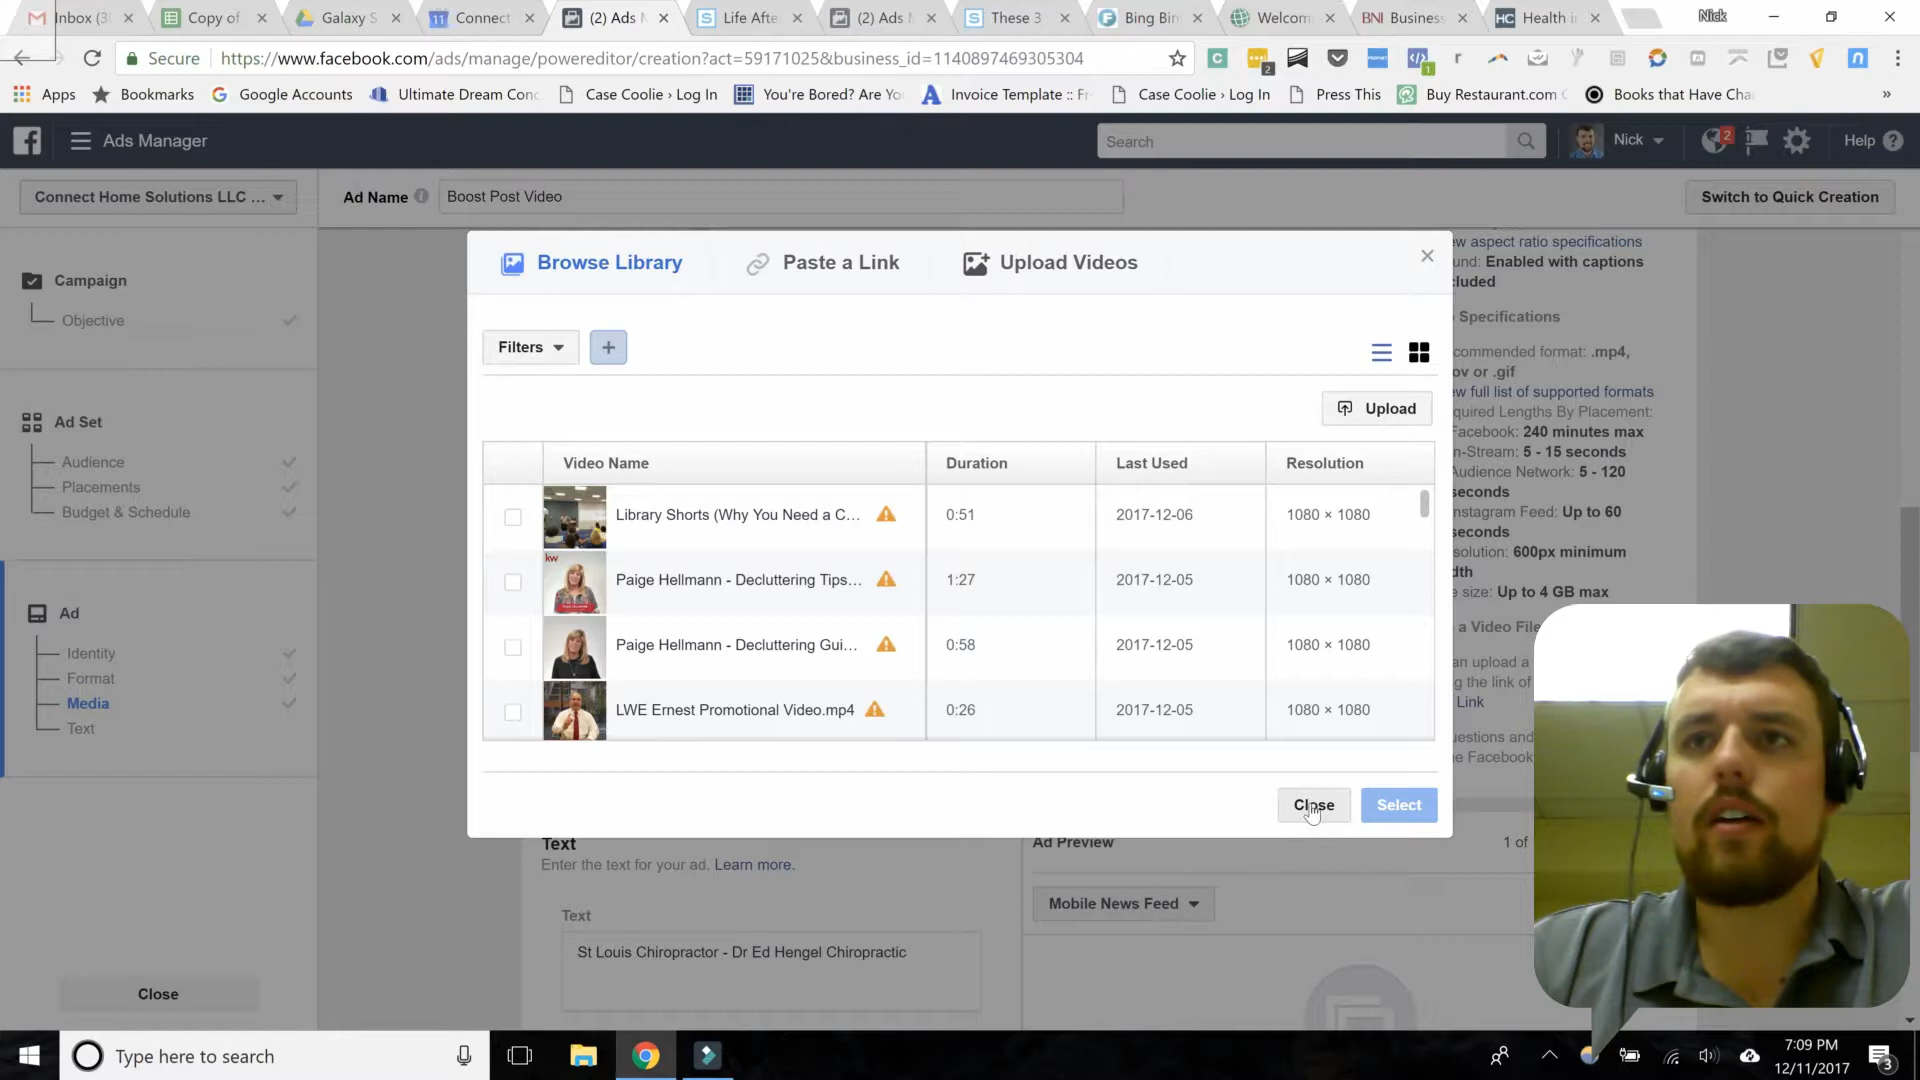 Inbox (3
Copy of
Galaxy S
11 Connect
(2) Ads M
Life Afte
(2) Ads
These 3
Bing Bin
Welcom
BNI Business
HC Health i
Nick
Secure
https://www.facebook.com/ads/manage/powereditor/creation?act=59171025&business_id=1140897469305304
Apps
Bookmarks
Google Accounts
Ultimate Dream Conc
Case Coolie › Log In
You're Bored? Are Yo
Invoice Template :: Fr
Case Coolie › Log In
Press This
Buy Restaurant.com
Books that Have Cha
»
Ads Manager
Search
Nick
2
Help
Connect Home Solutions LLC ...
Ad Name
Boost Post Video
Switch to Quick Creation
Campaign
Objective
Ad Set
Audience
Placements
Budget & Schedule
Ad
Identity
Format
Media
Text
Close
Browse Library
Paste a Link
Upload Videos
Filters
+
Upload
Video Name
Duration
Last Used
Resolution
Library Shorts (Why You Need a C...
0:51
2017-12-06
1080 × 1080
kw
Paige Hellmann - Decluttering Tips...
1:27
2017-12-05
1080 × 1080
Paige Hellmann - Decluttering Gui...
0:58
2017-12-05
1080 × 1080
LWE Ernest Promotional Video.mp4
0:26
2017-12-05
1080 × 1080
Close
Select
ew aspect ratio specifications
und: Enabled with captions
cluded
Specifications
commended format: .mp4,
ov or .gif
ew full list of supported formats
quired Lengths By Placement:
Facebook: 240 minutes max
n-Stream: 5 - 15 seconds
Audience Network: 5 - 120
seconds
nstagram Feed: Up to 60
seconds
solution: 600px minimum
dth
e size: Up to 4 GB max
a Video File
an upload a
g the link of
Link
uestions and
e Facebook
Text
Enter the text for your ad. Learn more.
Text
St Louis Chiropractor - Dr Ed Hengel Chiropractic
Ad Preview
1 of
Mobile News Feed
Type here to search
7:09 PM
12/11/2017
3